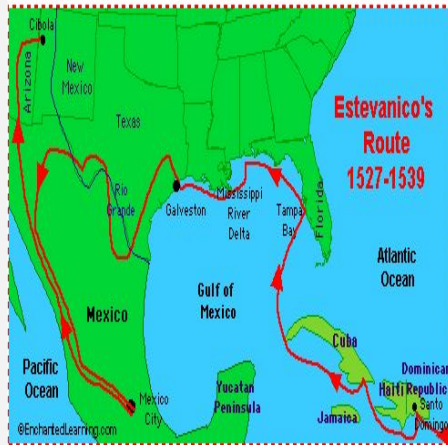 Cibola
Arizona
New
Mexico
Texas
Estevanico's
Route
1527-1539
Rio
Grande
Galveston
Mississippi
River
Delta
Tampa
Bay
Florida
Atlantic
Ocean
Gulf of
Mexico
Mexico
Cuba
Pacific
Ocean
Mexico
City
Yucatan
Peninsula
Jamaica
Haiti
Dominican
Republic
Santo
Domingo
©EnchantedLearning.com